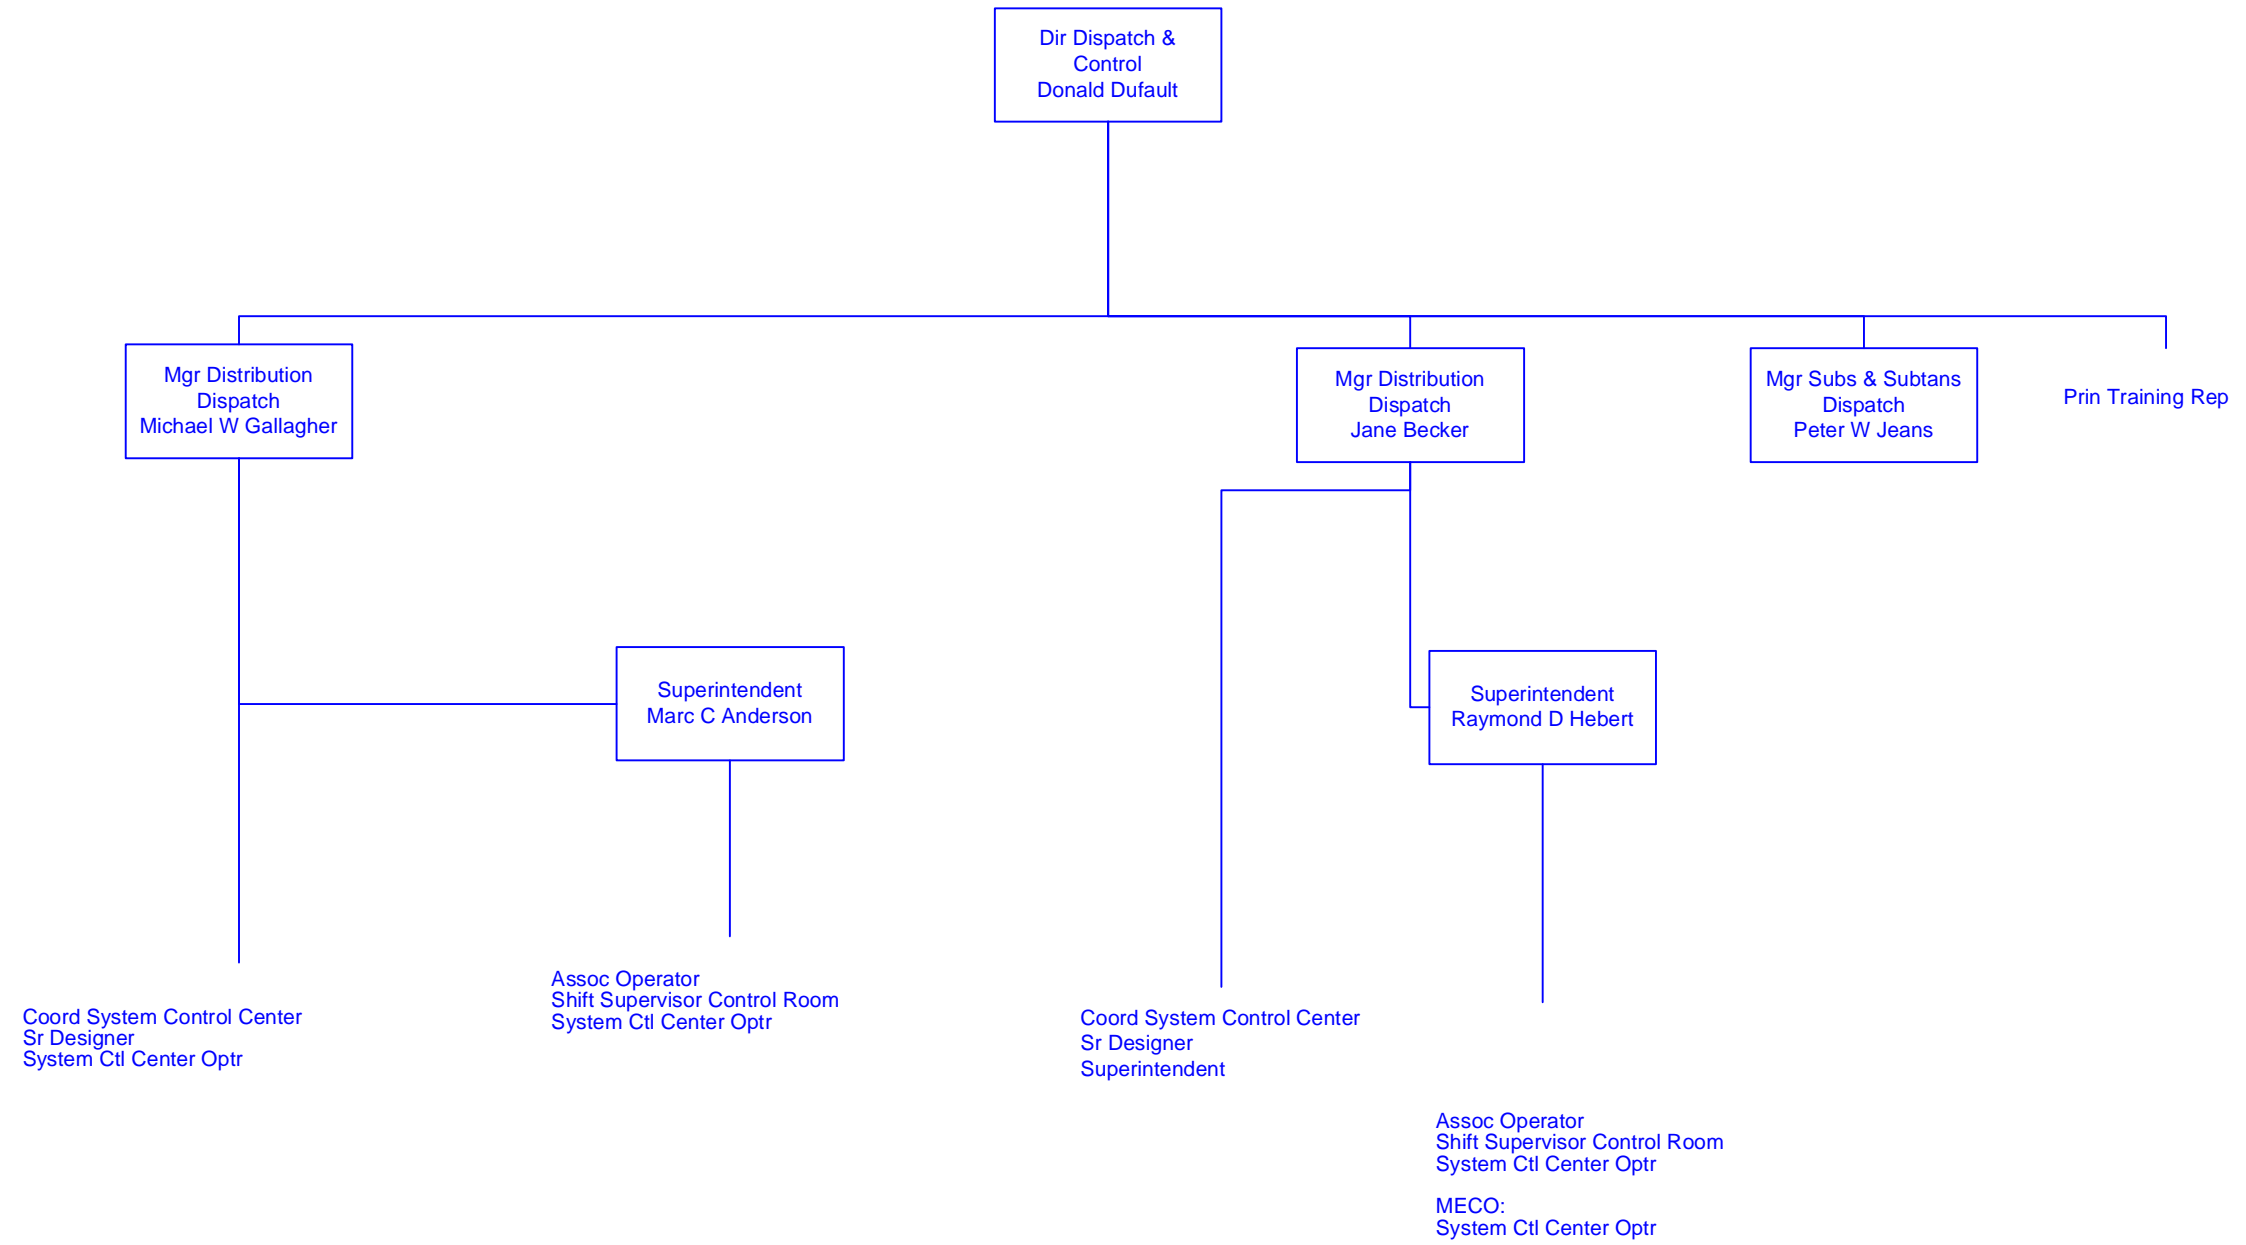 Dir Dispatch &
Control
Donald Dufault
Mgr Distribution
Dispatch
Michael W Gallagher
Mgr Distribution
Dispatch
Jane Becker
Mgr Subs & Subtans
Dispatch
Peter W Jeans
Prin Training Rep
Superintendent
Marc C Anderson
Superintendent
Raymond D Hebert
Coord System Control Center
Sr Designer
System Ctl Center Optr
Assoc Operator
Shift Supervisor Control Room
System Ctl Center Optr
Coord System Control Center
Sr Designer
Superintendent
Assoc Operator
Shift Supervisor Control Room
System Ctl Center Optr
MECO:
System Ctl Center Optr